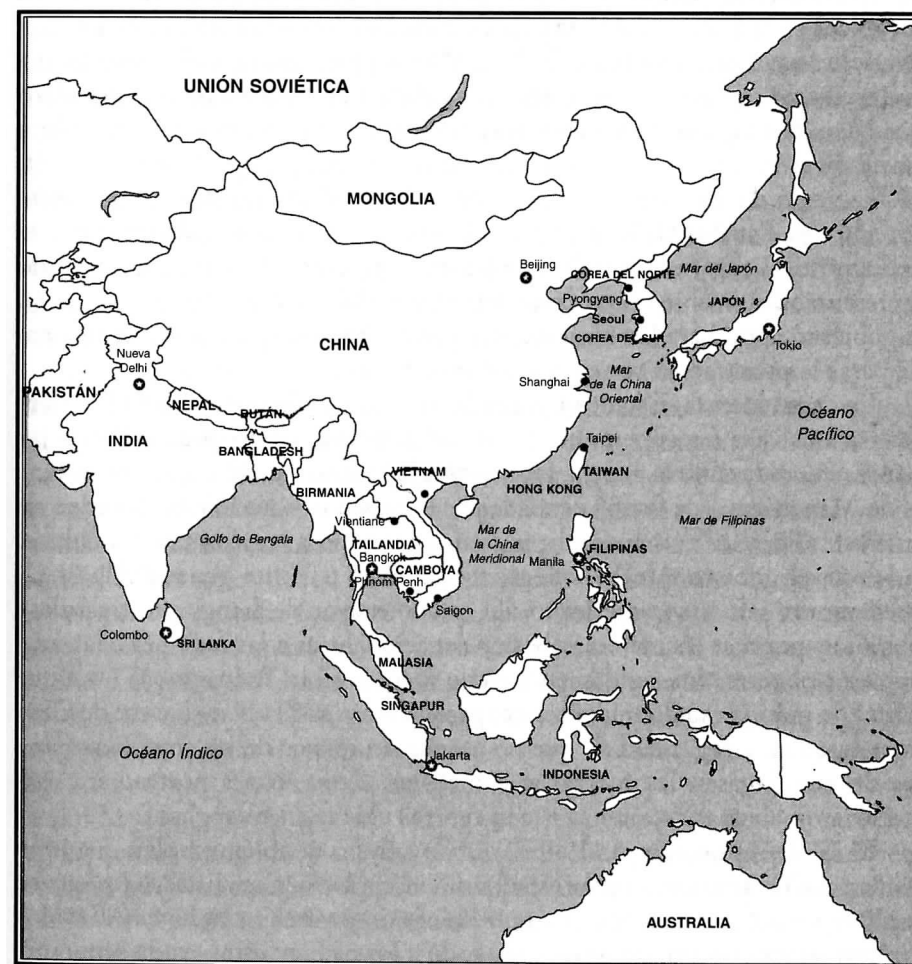 UNIÓN SOVIÉTICA
MONGOLIA
Beijing
COREA DEL NORTE
Mar del Japón
Pyongyang
JAPÓN
Seoul
COREA DEL SUR
Tokio
CHINA
Nueva
Delhi
Shanghai
Mar
de la China
Oriental
PAKISTÁN
NEPAL
BUTÁN
Océano
Pacífico
INDIA
BANGLADESH
Taipei
TAIWAN
VIETNAM
HONG KONG
BIRMANIA
Vientiane
Golfo de Bengala
Mar de
la China
Meridional
Mar de Filipinas
TAILANDIA
Bangkok
CAMBOYA
Manila
FILIPINAS
Phnom Penh
Saigon
Colombo
SRI LANKA
MALASIA
SINGAPUR
Océano Índico
Jakarta
INDONESIA
AUSTRALIA